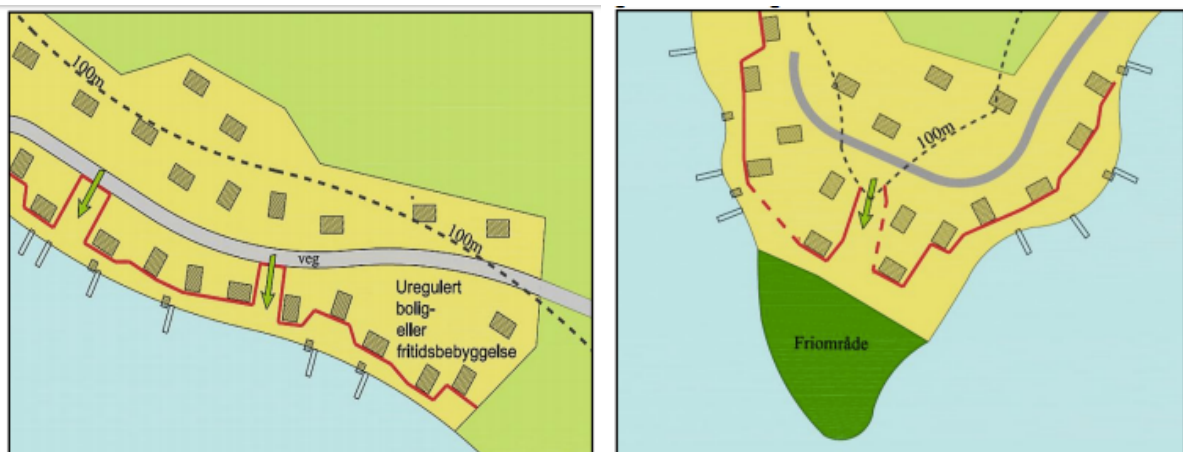 100m
100m
veg
Uregulert
bolig-
eller
fritidsbebyggelse
100m
Friområde